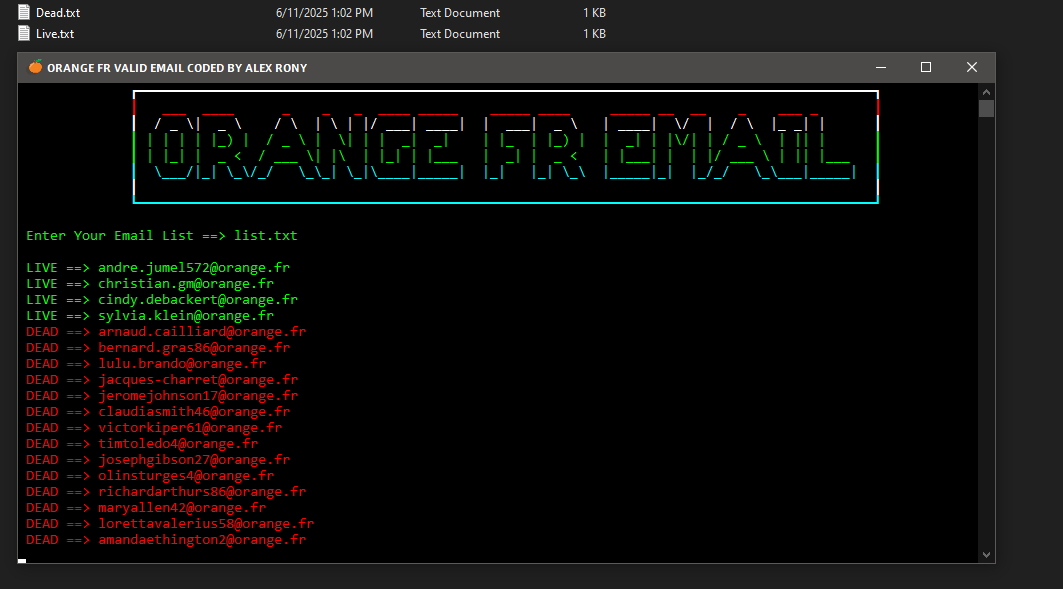 Dead.txt 6/11/2025 1:02 PM Text Document 1 KB
Live.txt 6/11/2025 1:02 PM Text Document 1 KB
ORANGE FR VALID EMAIL CODED BY ALEX RONY
ORANGE FR EMAIL
Enter Your Email List ==> list.txt
LIVE ==> andre.jumel572@orange.fr
LIVE ==> christian.gm@orange.fr
LIVE ==> cindy.debackert@orange.fr
LIVE ==> sylvia.klein@orange.fr
DEAD ==> arnaud.cailliard@orange.fr
DEAD ==> bernard.gras86@orange.fr
DEAD ==> lulu.brando@orange.fr
DEAD ==> jacques-charret@orange.fr
DEAD ==> jeromejohnson17@orange.fr
DEAD ==> claudiasmith46@orange.fr
DEAD ==> victorkiper61@orange.fr
DEAD ==> timtoledo4@orange.fr
DEAD ==> josephgibson27@orange.fr
DEAD ==> olinsturges4@orange.fr
DEAD ==> richardarthurs86@orange.fr
DEAD ==> maryallen42@orange.fr
DEAD ==> lorettavalerius58@orange.fr
DEAD ==> amandaethington2@orange.fr